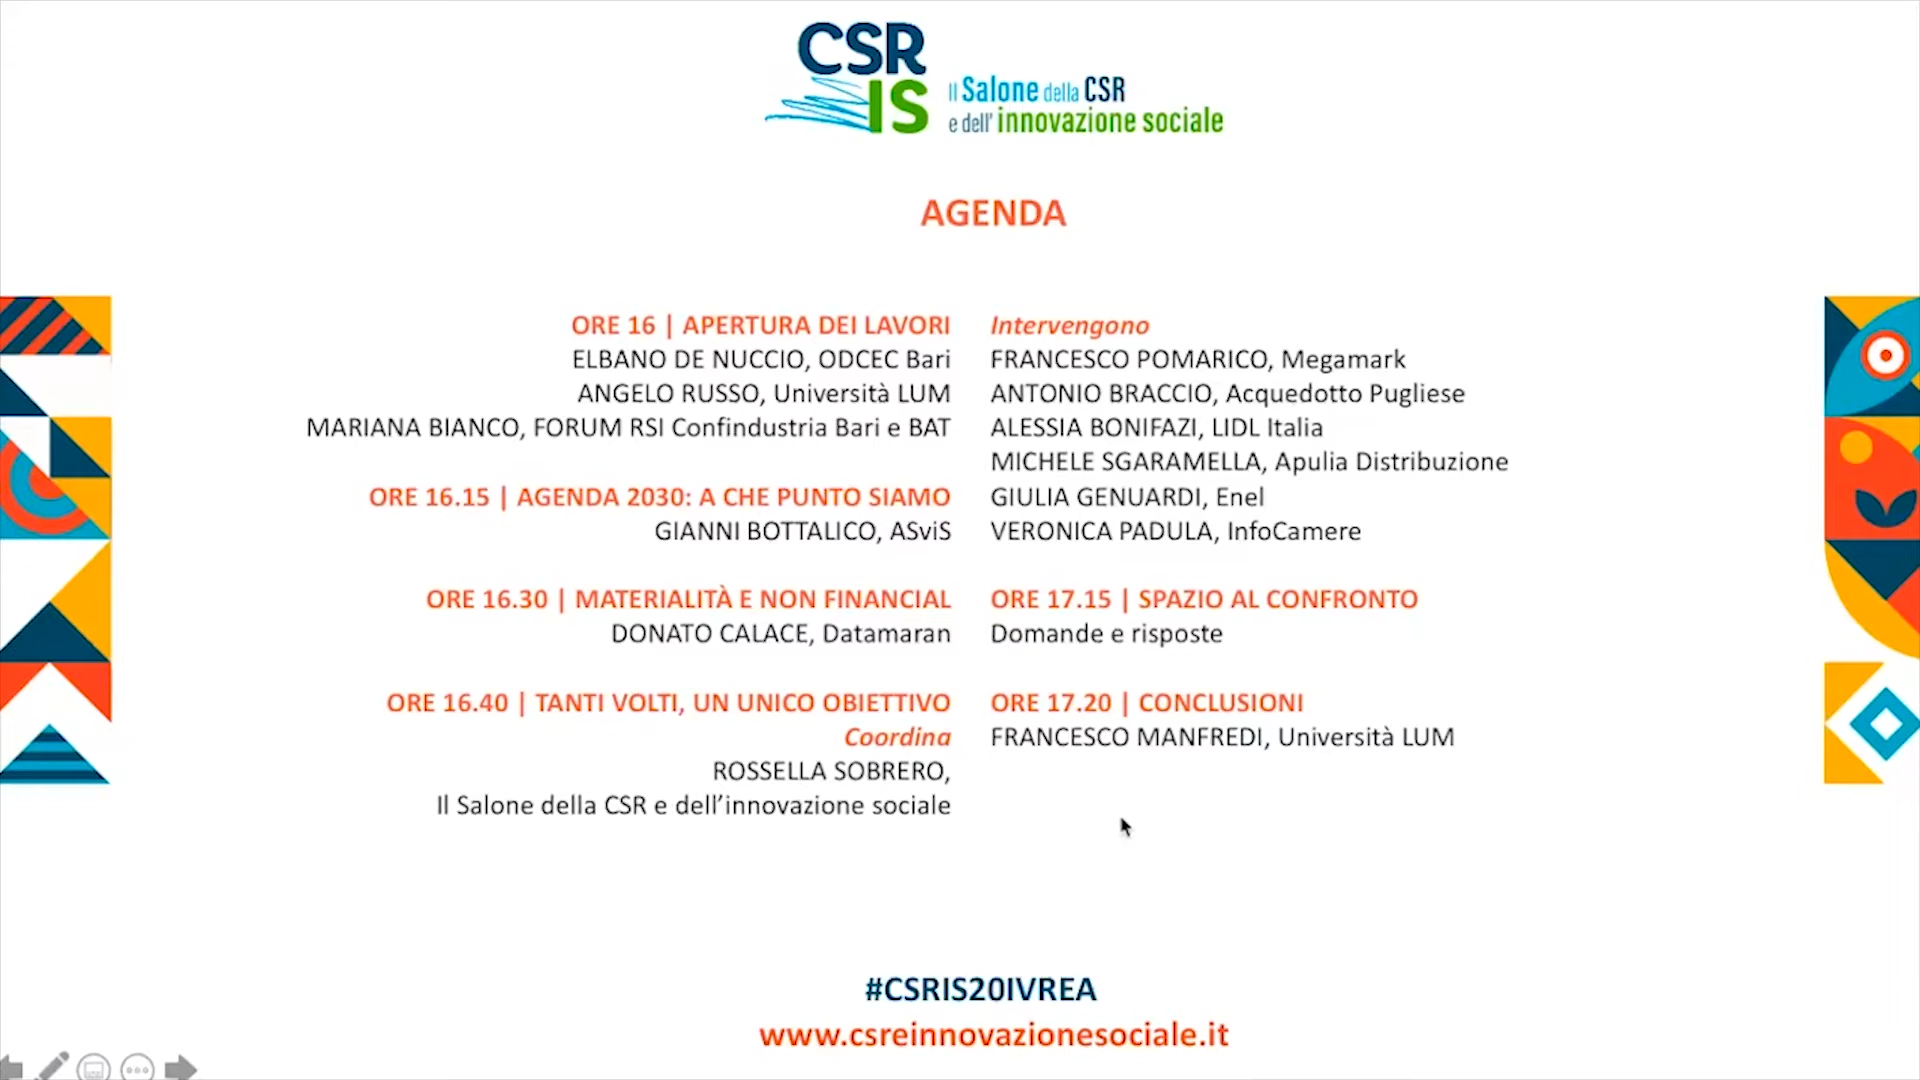 CSR
IS
Il Salone della CSR
e dell' innovazione sociale
AGENDA
ORE 16 | APERTURA DEI LAVORI
ELBANO DE NUCCIO, ODCEC Bari
ANGELO RUSSO, Università LUM
MARIANA BIANCO, FORUM RSI Confindustria Bari e BAT
ORE 16.15 | AGENDA 2030: A CHE PUNTO SIAMO
GIANNI BOTTALICO, ASviS
ORE 16.30 | MATERIALITÀ E NON FINANCIAL
DONATO CALACE, Datamaran
ORE 16.40 | TANTI VOLTI, UN UNICO OBIETTIVO
Coordina
ROSSELLA SOBRERO,
Il Salone della CSR e dell’innovazione sociale
Intervengono
FRANCESCO POMARICO, Megamark
ANTONIO BRACCIO, Acquedotto Pugliese
ALESSIA BONIFAZI, LIDL Italia
MICHELE SGARAMELLA, Apulia Distribuzione
GIULIA GENUARDI, Enel
VERONICA PADULA, InfoCamere
ORE 17.15 | SPAZIO AL CONFRONTO
Domande e risposte
ORE 17.20 | CONCLUSIONI
FRANCESCO MANFREDI, Università LUM
#CSRIS20IVREA
www.csreinnovazionesociale.it